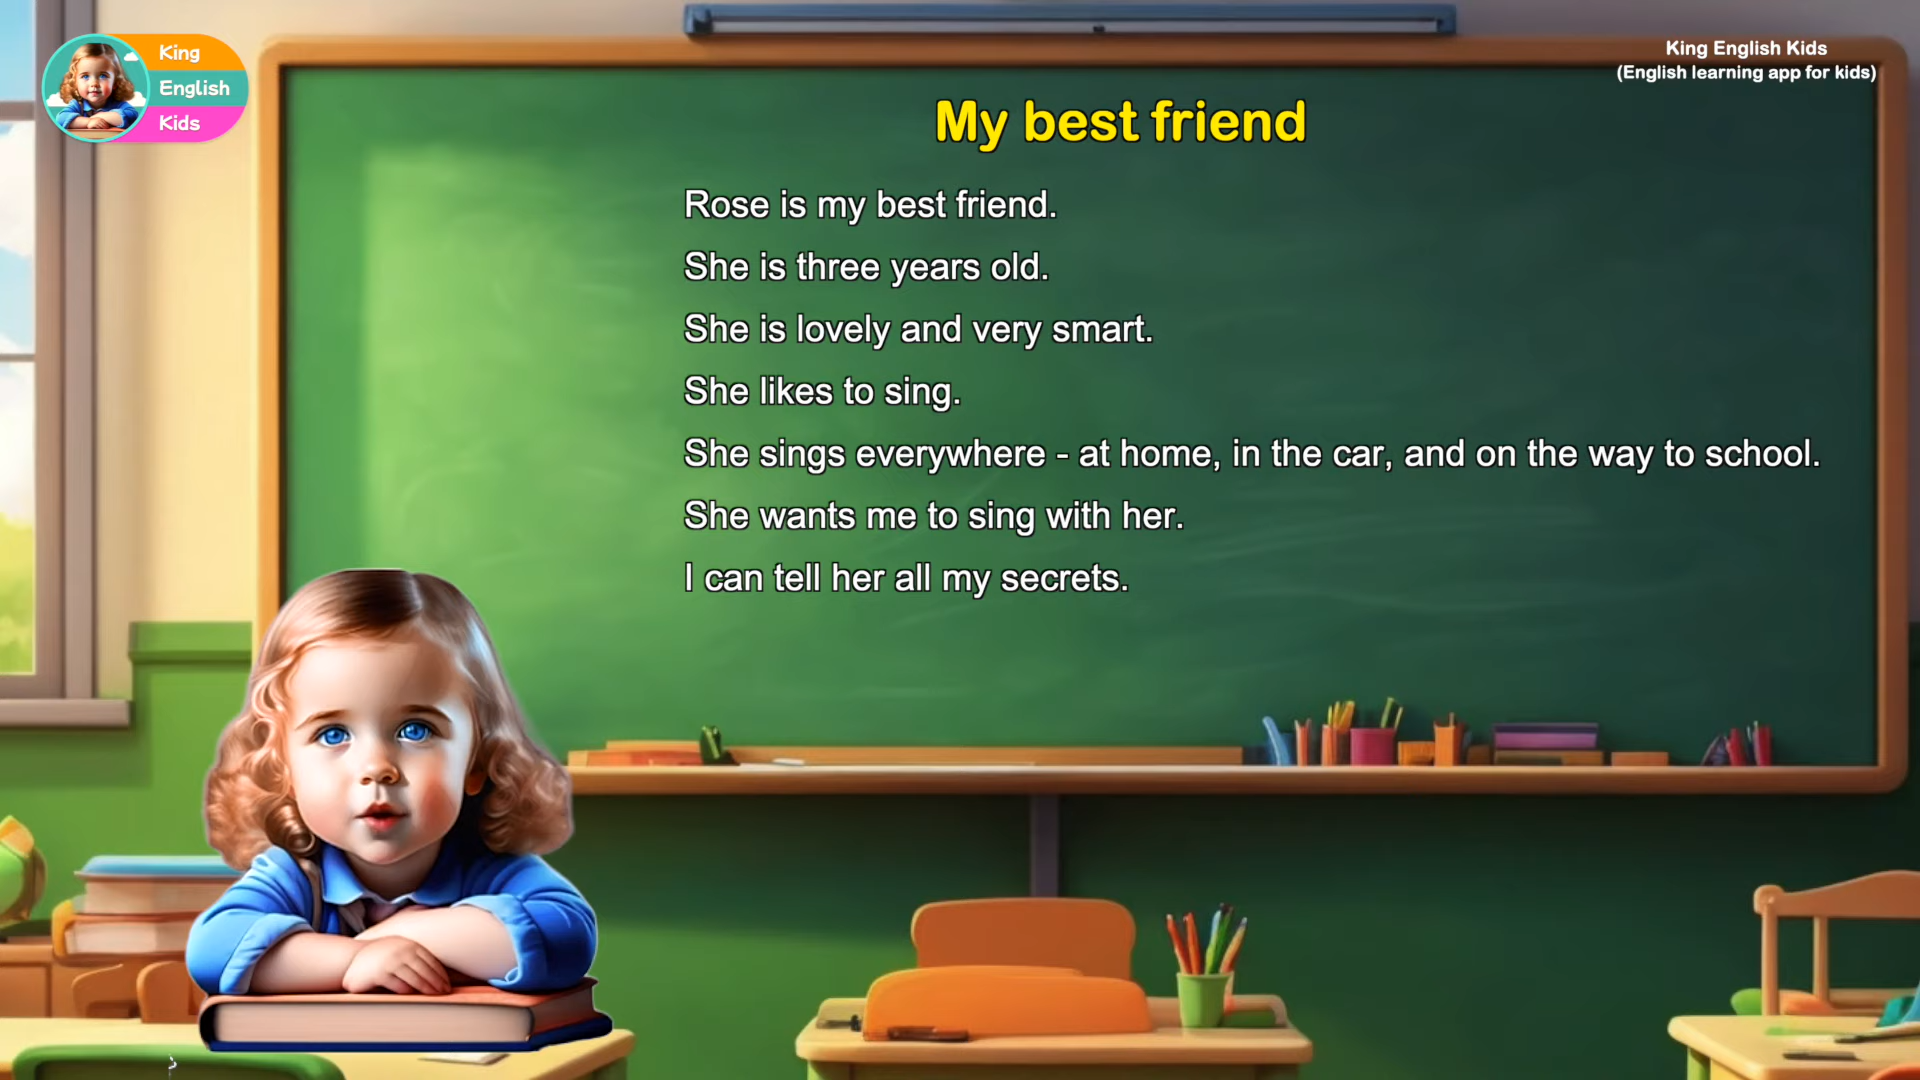 King
English
Kids
King English Kids
(English learning app for kids)
My best friend
Rose is my best friend.
She is three years old.
She is lovely and very smart.
She likes to sing.
She sings everywhere - at home, in the car, and on the way to school.
She wants me to sing with her.
I can tell her all my secrets.